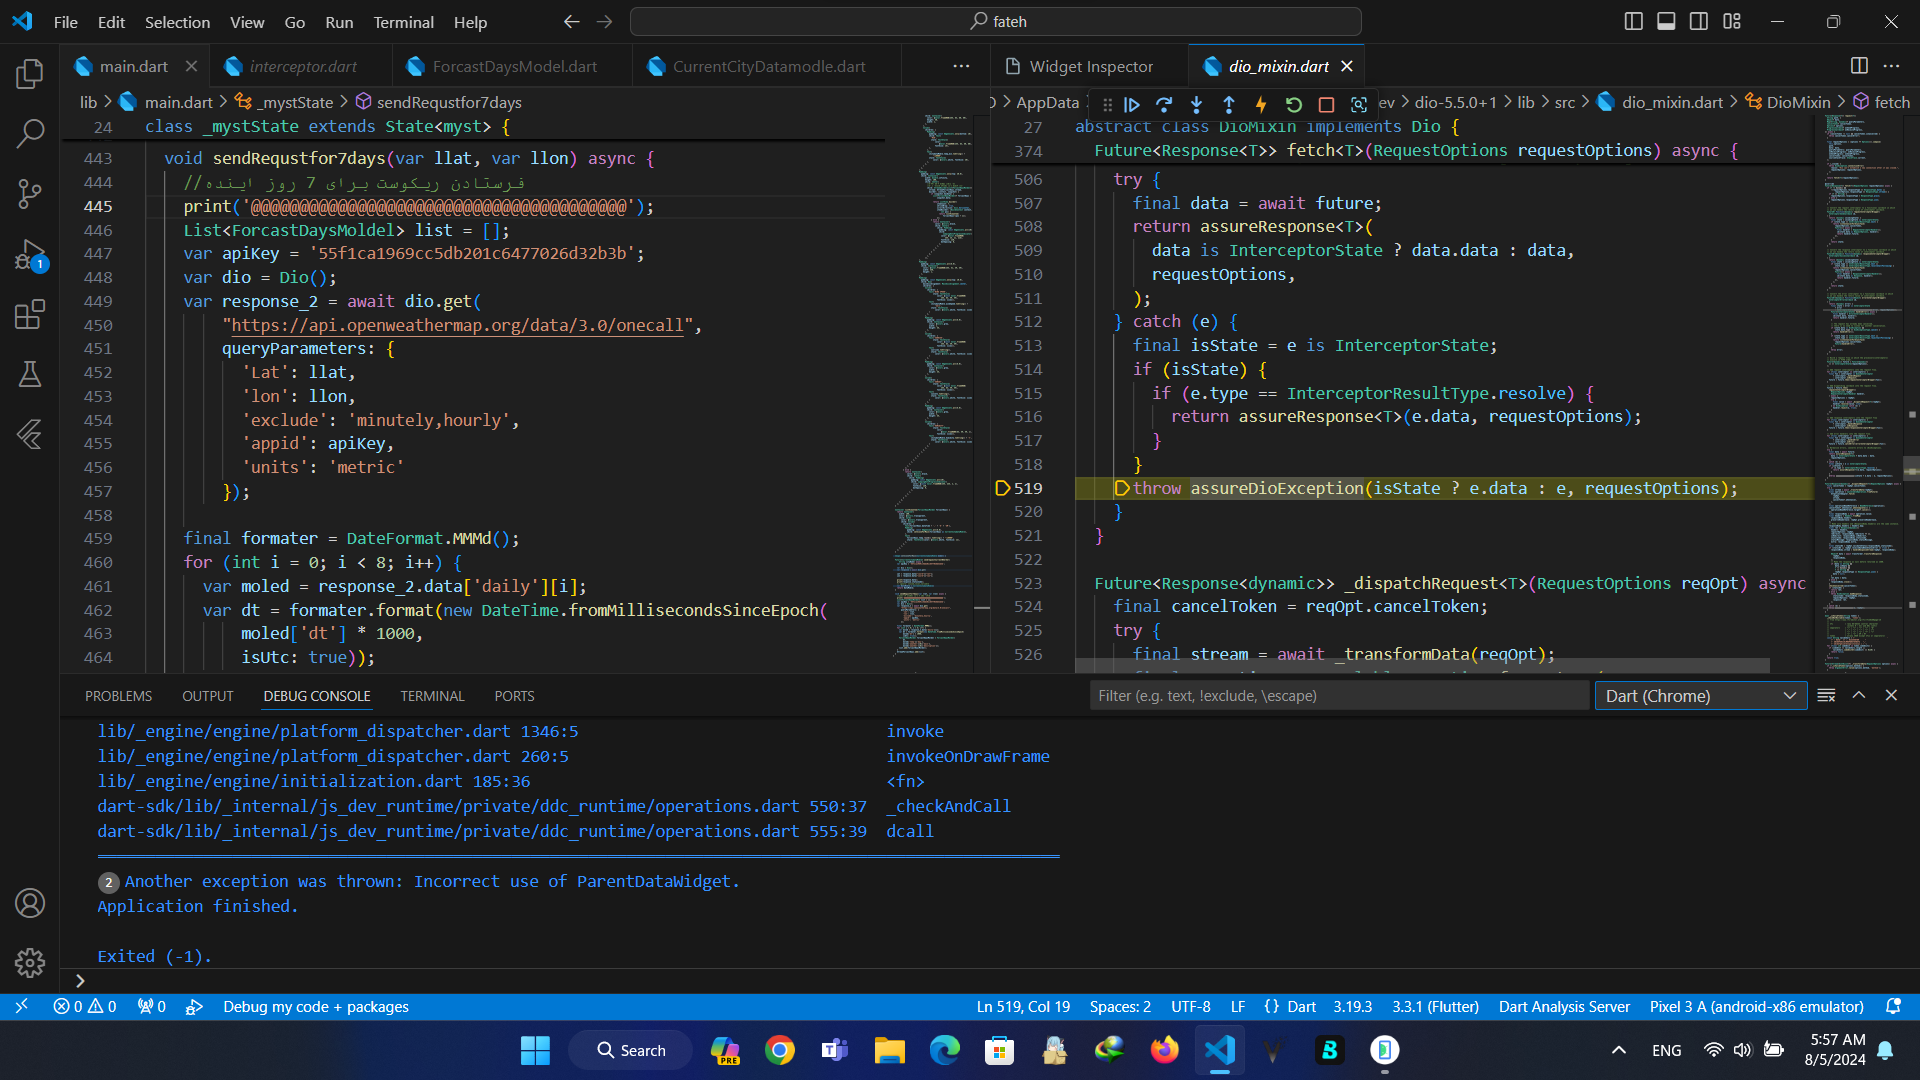 File Edit Selection View Go Run Terminal Help
fateh
main.dart
interceptor.dart
ForcastDaysModel.dart
CurrentCityDatamodle.dart
Widget Inspector
dio_mixin.dart
lib > main.dart > _mystState > sendRequstfor7days
24 class _mystState extends State<myst> {
443 void sendRequstfor7days(var llat, var llon) async {
444 //فرستادن ریکوست برای 7 روز اینده
445 print('@@@@@@@@@@@@@@@@@@@@@@@@@@@@@@@@@@@@@@@');
446 List<ForcastDaysMoldel> list = [];
447 var apiKey = '55f1ca1969cc5db201c6477026d32b3b';
448 var dio = Dio();
449 var response_2 = await dio.get(
450 "https://api.openweathermap.org/data/3.0/onecall",
451 queryParameters: {
452 'Lat': llat,
453 'lon': llon,
454 'exclude': 'minutely,hourly',
455 'appid': apiKey,
456 'units': 'metric'
457 });
458
459 final formater = DateFormat.MMMd();
460 for (int i = 0; i < 8; i++) {
461 var moled = response_2.data['daily'][i];
462 var dt = formater.format(new DateTime.fromMillisecondsSinceEpoch(
463 moled['dt'] * 1000,
464 isUtc: true));
> AppData
ev > dio-5.5.0+1 > lib > src > dio_mixin.dart > DioMixin > fetch
27 abstract class DioMixin implements Dio {
374 Future<Response<T>> fetch<T>(RequestOptions requestOptions) async {
506 try {
507 final data = await future;
508 return assureResponse<T>(
509 data is InterceptorState ? data.data : data,
510 requestOptions,
511 );
512 } catch (e) {
513 final isState = e is InterceptorState;
514 if (isState) {
515 if (e.type == InterceptorResultType.resolve) {
516 return assureResponse<T>(e.data, requestOptions);
517 }
518 }
519 throw assureDioException(isState ? e.data : e, requestOptions);
520 }
521 }
522
523 Future<Response<dynamic>> _dispatchRequest<T>(RequestOptions reqOpt) async
524 final cancelToken = reqOpt.cancelToken;
525 try {
526 final stream = await _transformData(reqOpt);
PROBLEMS OUTPUT DEBUG CONSOLE TERMINAL PORTS
Filter (e.g. text, !exclude, \escape)
Dart (Chrome)
lib/_engine/engine/platform_dispatcher.dart 1346:5 invoke
lib/_engine/engine/platform_dispatcher.dart 260:5 invokeOnDrawFrame
lib/_engine/engine/initialization.dart 185:36 <fn>
dart-sdk/lib/_internal/js_dev_runtime/private/ddc_runtime/operations.dart 550:37 _checkAndCall
dart-sdk/lib/_internal/js_dev_runtime/private/ddc_runtime/operations.dart 555:39 dcall
2 Another exception was thrown: Incorrect use of ParentDataWidget.
Application finished.
Exited (-1).
1
0 0 0 Debug my code + packages
Ln 519, Col 19 Spaces: 2 UTF-8 LF {} Dart 3.19.3 3.3.1 (Flutter) Dart Analysis Server Pixel 3 A (android-x86 emulator)
Search
PRE
ENG
5:57 AM
8/5/2024